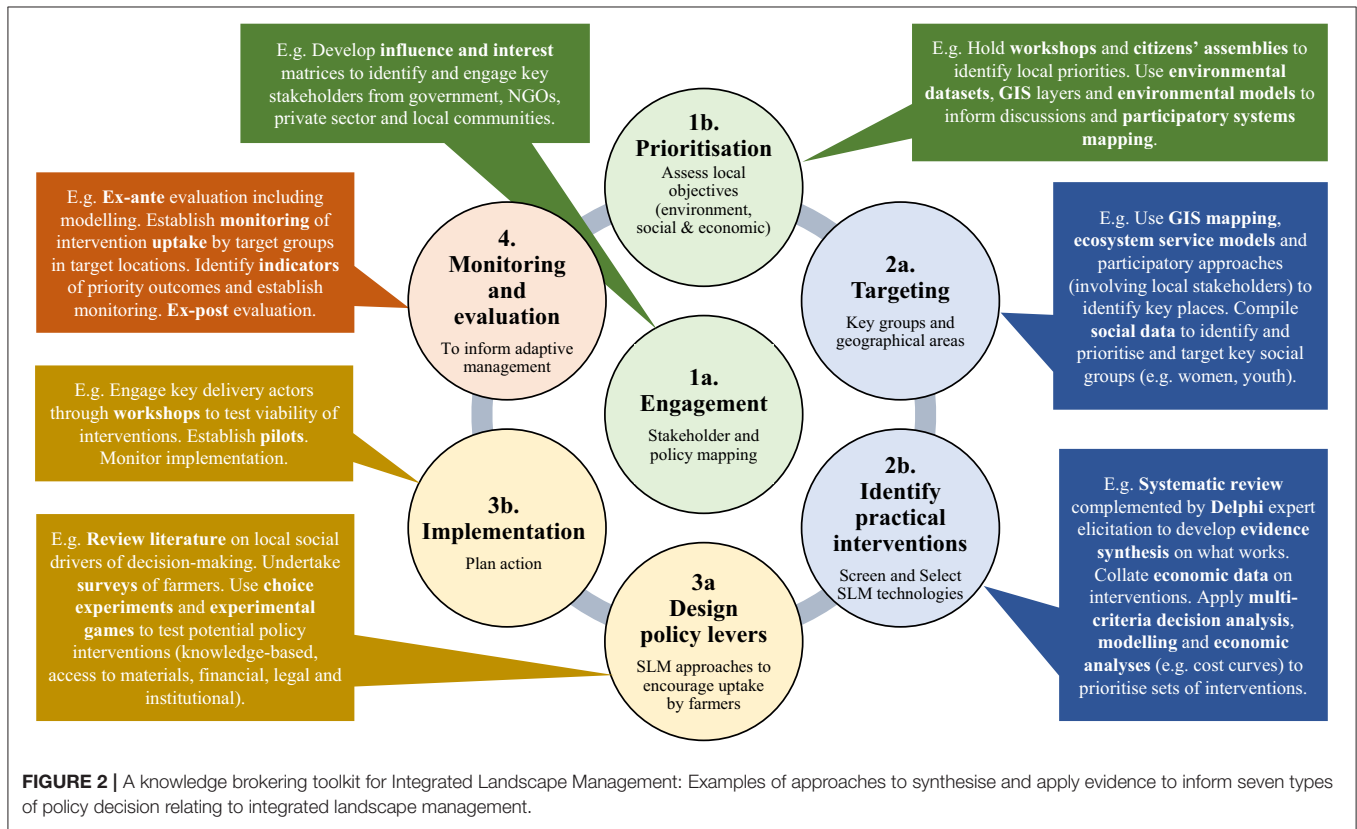 E.g. Develop influence and interest
matrices to identify and engage key
stakeholders from government, NGOs,
private sector and local communities.
E.g. Hold workshops and citizens' assemblies to
identify local priorities. Use environmental
datasets, GIS layers and environmental models to
inform discussions and participatory systems
mapping.
1b.
Prioritisation
Assess local
objectives
(environment,
social & economic)
E.g. Ex-ante evaluation including
modelling. Establish monitoring of
intervention uptake by target groups
in target locations. Identify indicators
of priority outcomes and establish
monitoring. Ex-post evaluation.
4.
Monitoring
and
evaluation
To inform adaptive
management
2a.
Targeting
Key groups and
geographical areas
E.g. Use GIS mapping,
ecosystem service models and
participatory approaches
(involving local stakeholders) to
identify key places. Compile
social data to identify and
prioritise and target key social
groups (e.g. women, youth).
1a.
Engagement
Stakeholder and
policy mapping
E.g. Engage key delivery actors
through workshops to test viability of
interventions. Establish pilots.
Monitor implementation.
3b.
Implementation
Plan action
2b.
Identify
practical
interventions
Screen and Select
SLM technologies
E.g. Systematic review
complemented by Delphi expert
elicitation to develop evidence
synthesis on what works.
Collate economic data on
interventions. Apply multi-
criteria decision analysis,
modelling and economic
analyses (e.g. cost curves) to
prioritise sets of interventions.
E.g. Review literature on local social
drivers of decision-making. Undertake
surveys of farmers. Use choice
experiments and experimental
games to test potential policy
interventions (knowledge-based,
access to materials, financial, legal and
institutional).
3a
Design
policy levers
SLM approaches to
encourage uptake
by farmers
FIGURE 2 | A knowledge brokering toolkit for Integrated Landscape Management: Examples of approaches to synthesise and apply evidence to inform seven types
of policy decision relating to integrated landscape management.